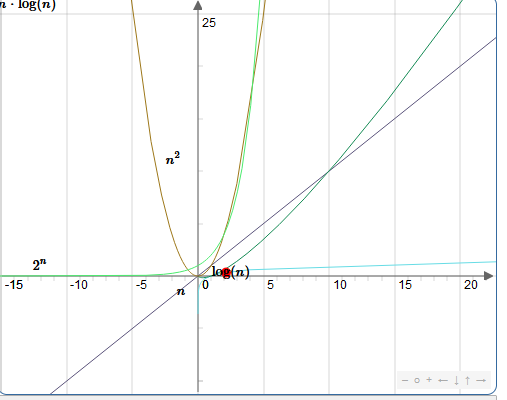 n · log(n)
25
n²
2ⁿ
log(n)
-15 -10 -5 0 5 10 15 20
n
− o + ← ↓ ↑ →